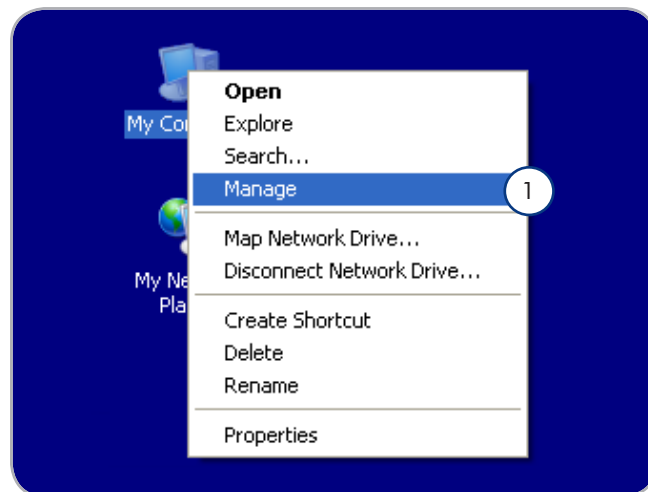 My Co
Open
Explore
Search...
Manage
1
My Ne
Pla
Map Network Drive...
Disconnect Network Drive...
Create Shortcut
Delete
Rename
Properties